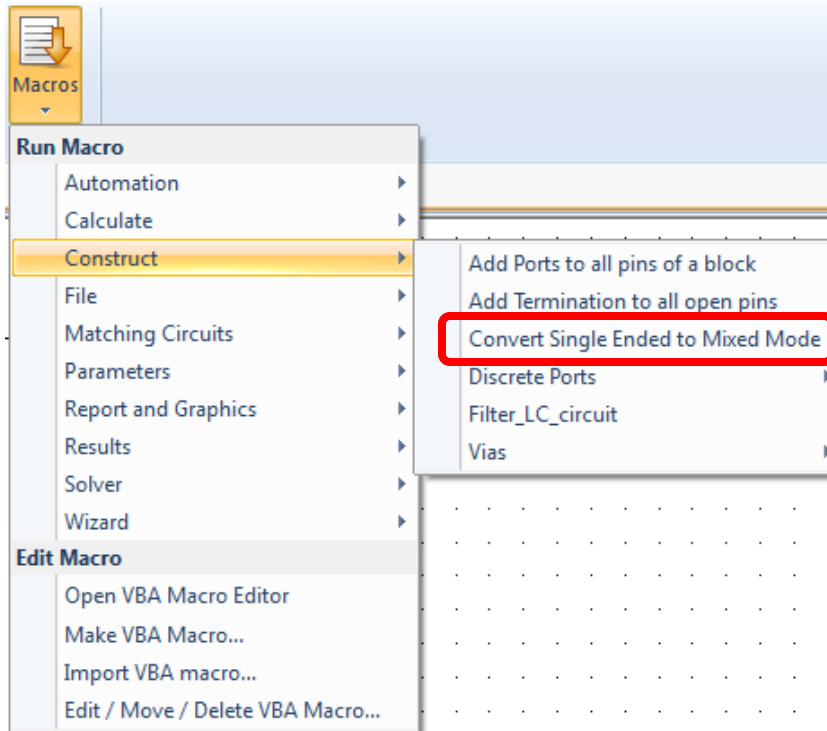 Macros
Run Macro
Automation
Calculate
Construct
File
Matching Circuits
Parameters
Report and Graphics
Results
Solver
Wizard
Edit Macro
Open VBA Macro Editor
Make VBA Macro...
Import VBA macro...
Edit / Move / Delete VBA Macro...
Add Ports to all pins of a block
Add Termination to all open pins
Convert Single Ended to Mixed Mode
Discrete Ports
Filter_LC_circuit
Vias